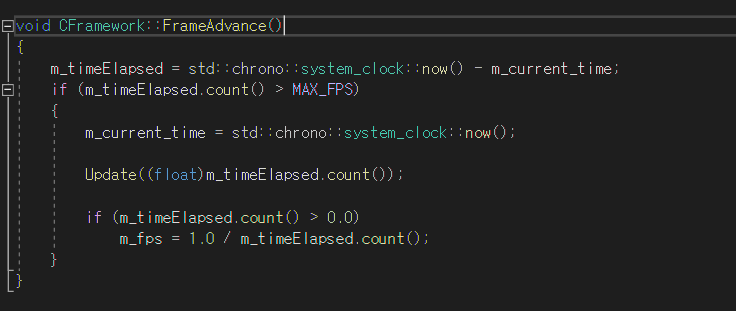 void CFramework::FrameAdvance()
{
m_timeElapsed = std::chrono::system_clock::now() - m_current_time;
if (m_timeElapsed.count() > MAX_FPS)
{
m_current_time = std::chrono::system_clock::now();
Update((float)m_timeElapsed.count());
if (m_timeElapsed.count() > 0.0)
m_fps = 1.0 / m_timeElapsed.count();
}
}